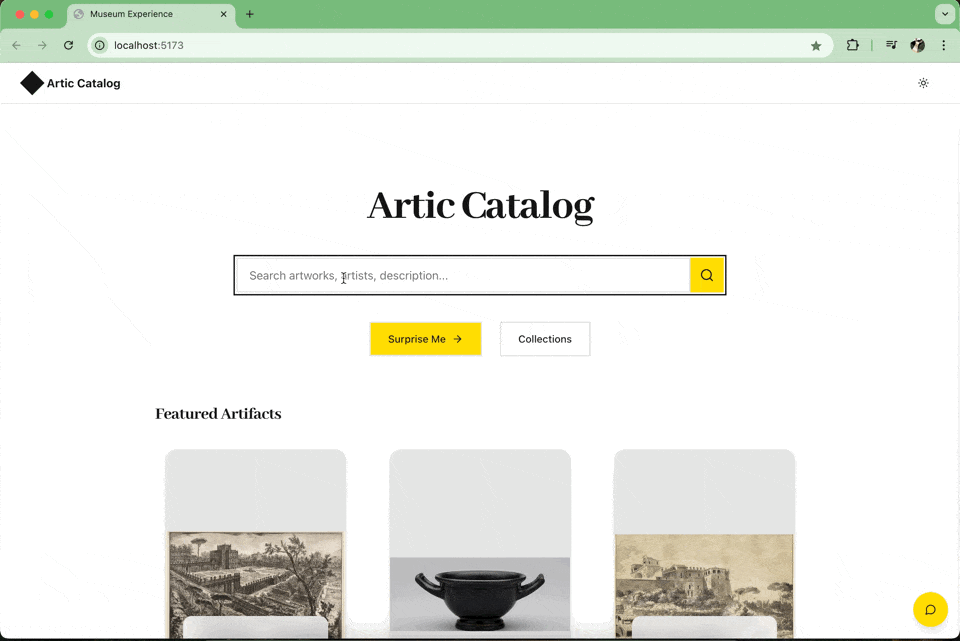 Museum Experience
localhost:5173
Artic Catalog
Artic Catalog
Search artworks, artists, description...
Surprise Me
Collections
Featured Artifacts